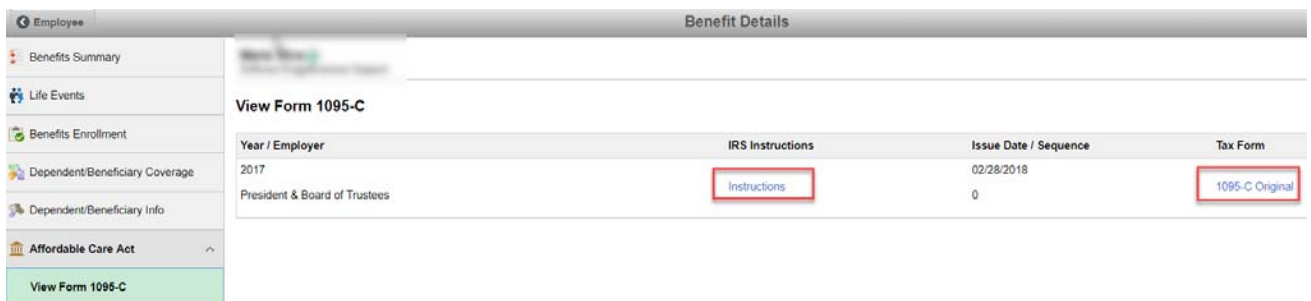 Employee
Benefit Details
Benefits Summary
Life Events
Benefits Enrollment
Dependent/Beneficiary Coverage
Dependent/Beneficiary Info
Affordable Care Act
View Form 1095-C
View Form 1095-C
Year / Employer IRS Instructions Issue Date / Sequence Tax Form
2017 02/28/2018
Instructions 1095-C Original
President & Board of Trustees 0